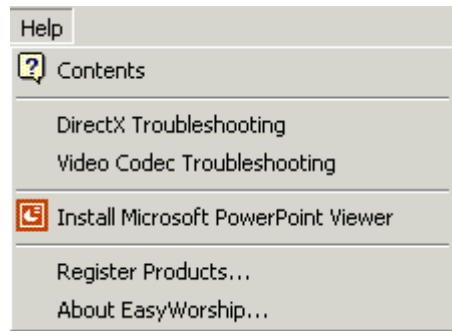 Help
Contents
DirectX Troubleshooting
Video Codec Troubleshooting
Install Microsoft PowerPoint Viewer
Register Products...
About EasyWorship...